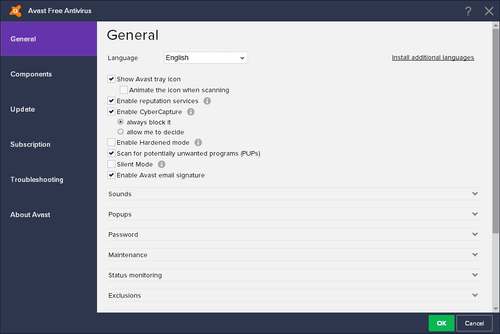 Avast Free Antivirus
?
General
Components
Update
Subscription
Troubleshooting
About Avast
General
Language
English
Install additional languages
Show Avast tray icon
Animate the icon when scanning
Enable reputation services
Enable CyberCapture
always block it
allow me to decide
Enable Hardened mode
Scan for potentially unwanted programs (PUPs)
Silent Mode
Enable Avast email signature
Sounds
Popups
Password
Maintenance
Status monitoring
Exclusions
OK
Cancel